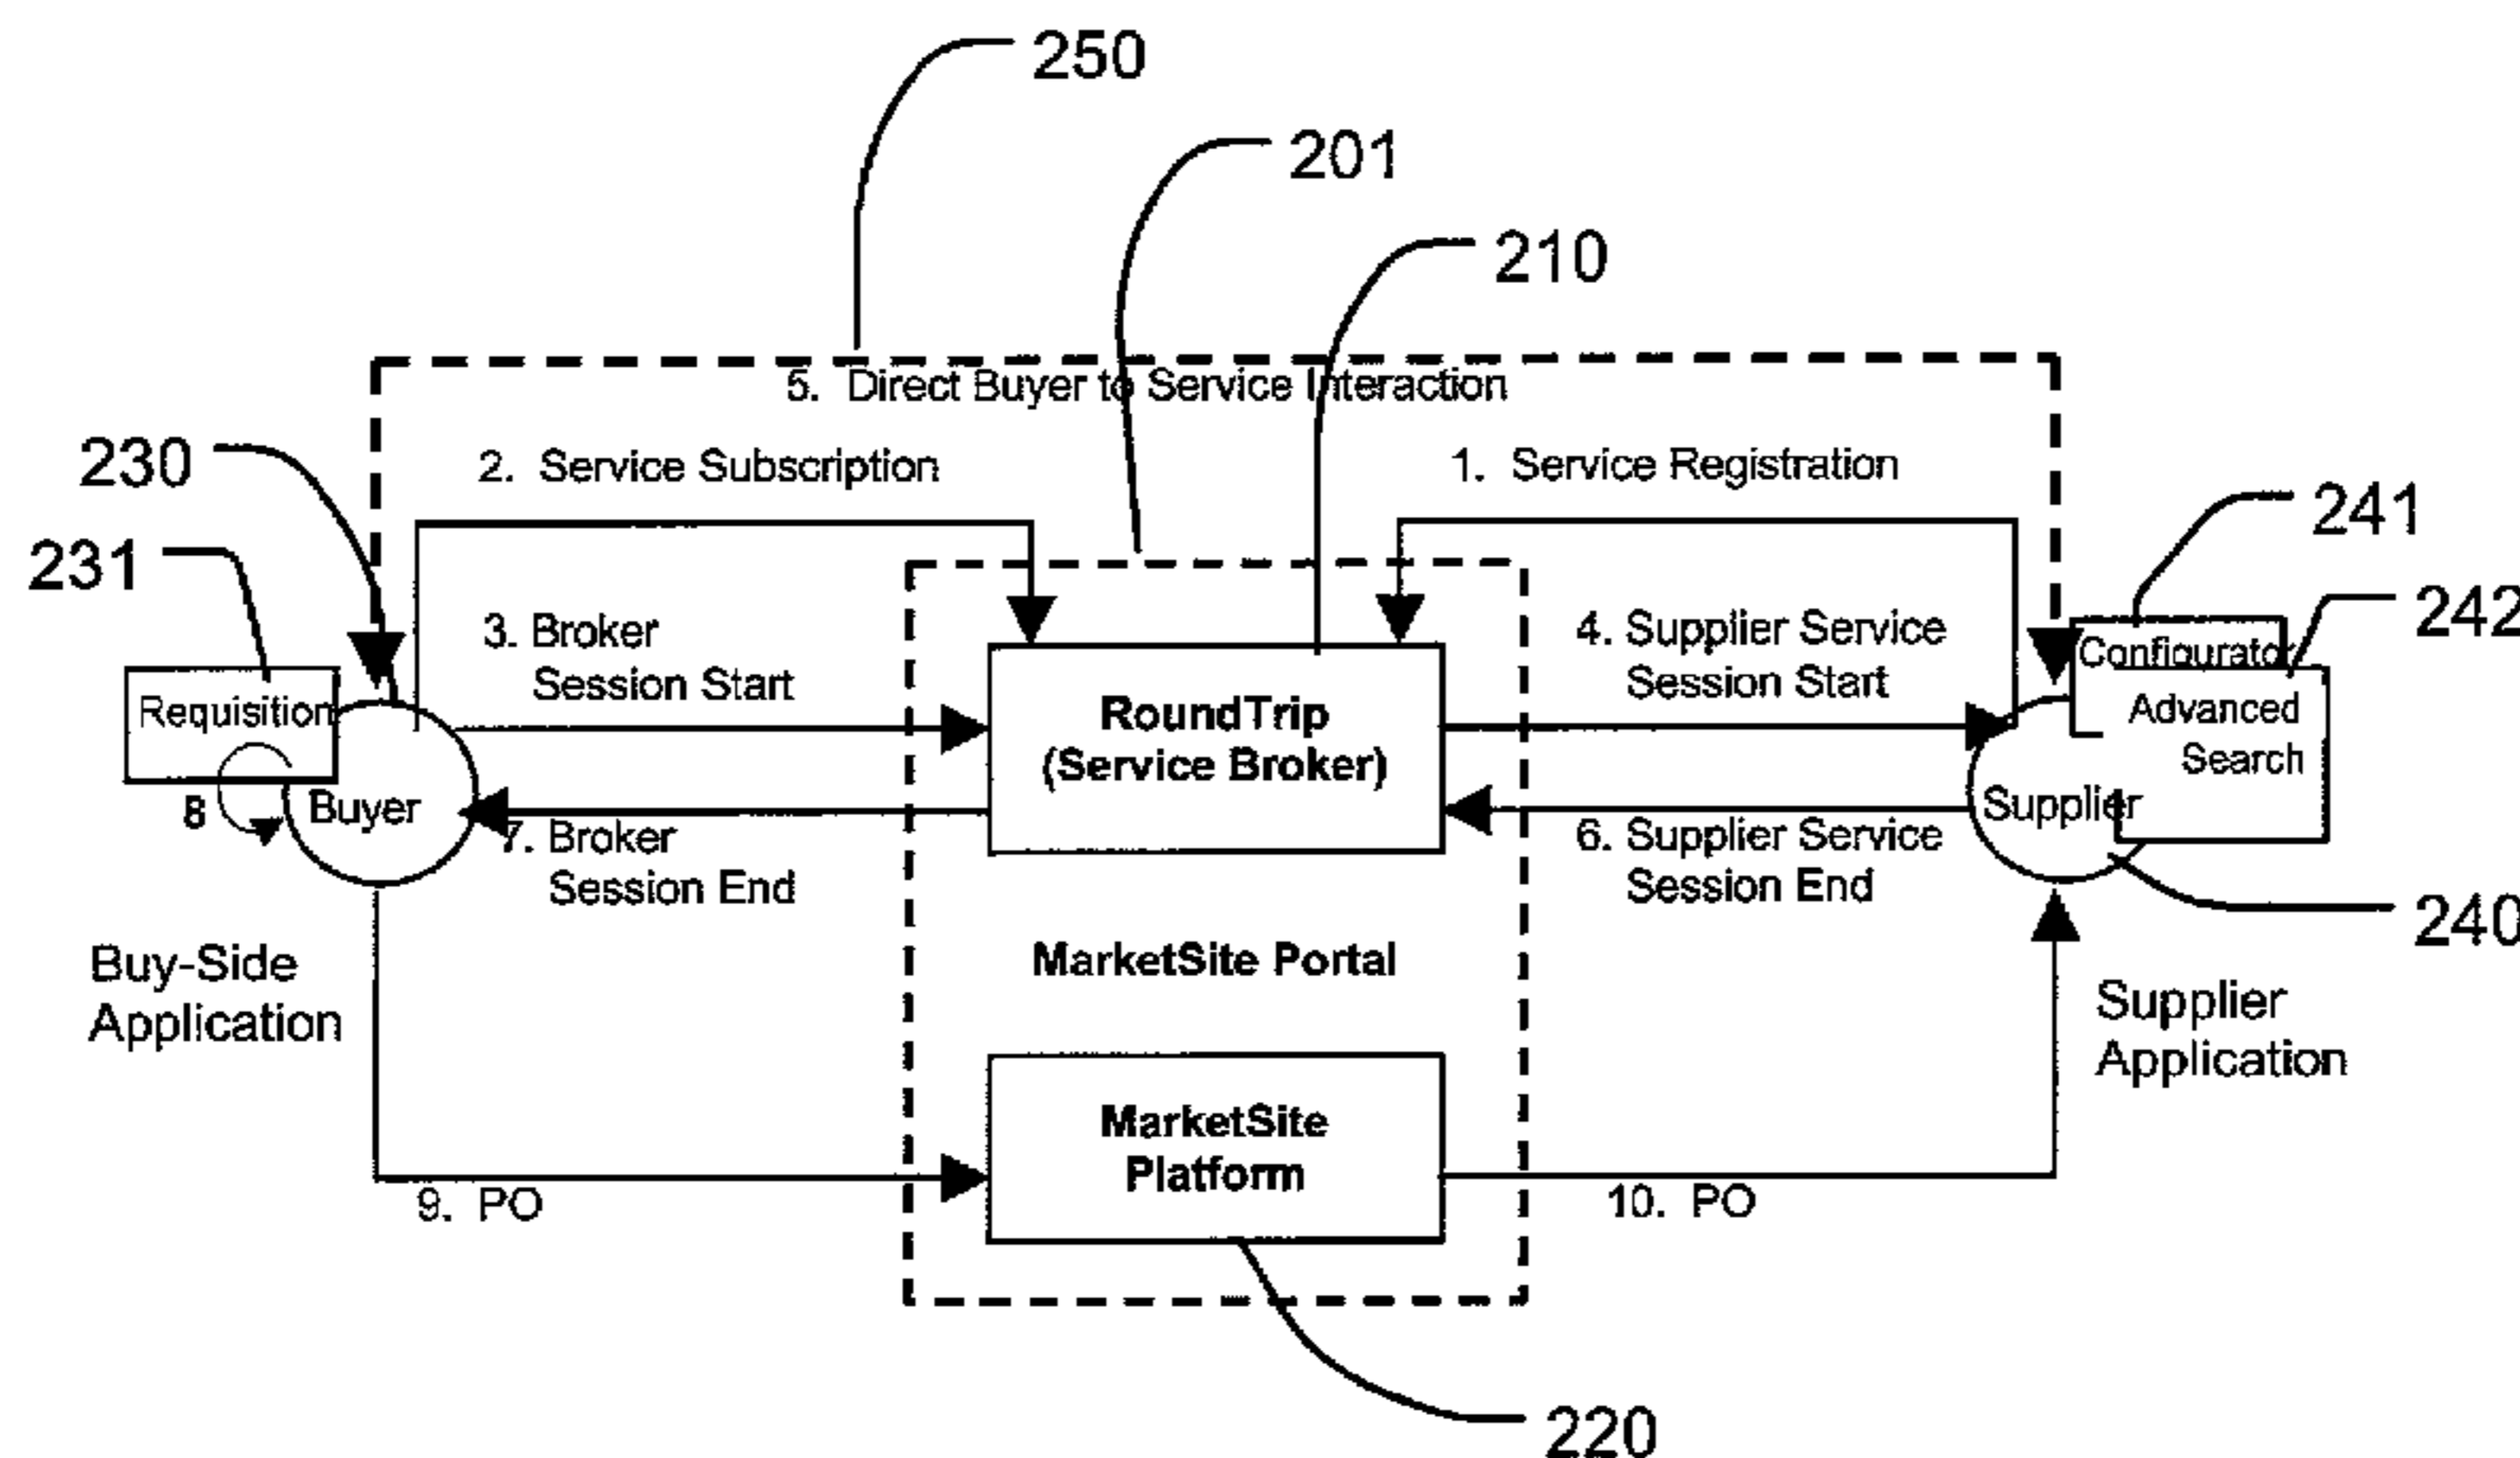 250
201
210
5. Direct Buyer to Service Interaction
230
2. Service Subscription
1. Service Registration
241
231
242
3. Broker
Session Start
4. Supplier Service
Session Start
Configurator
Requisition
RoundTrip
(Service Broker)
Advanced
Search
8
Buyer
Supplier
7. Broker
Session End
6. Supplier Service
Session End
240
Buy-Side
Application
MarketSite Portal
Supplier
Application
MarketSite
Platform
9. PO
10. PO
220